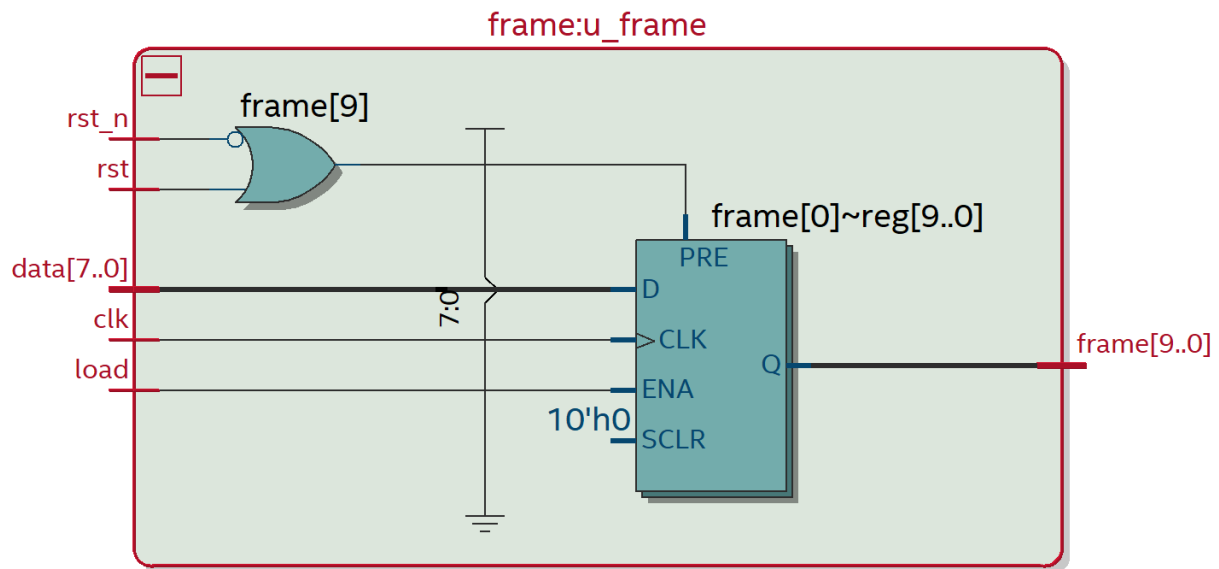 frame:u_frame
frame[9]
rst_n
rst
frame[0]~reg[9..0]
PRE
data[7..0]
7:0
D
clk
CLK
frame[9..0]
load
ENA
Q
10'h0
SCLR